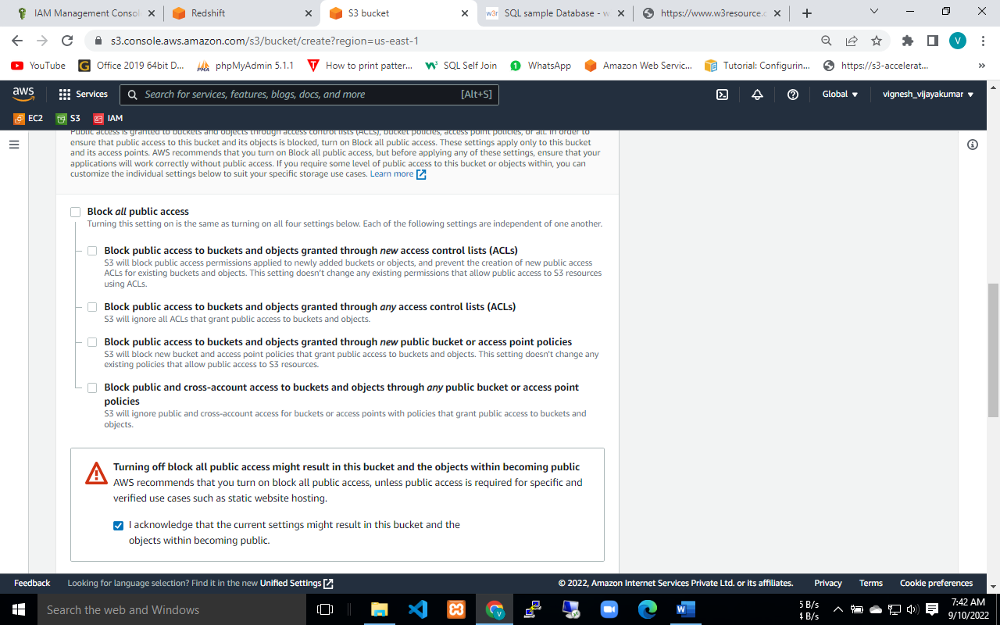 IAM Management Consol
Redshift
S3 bucket
SQL sample Database - w
https://www.w3resource.c
s3.console.aws.amazon.com/s3/bucket/create?region=us-east-1
V
YouTube
Office 2019 64bit D...
phpMyAdmin 5.1.1
How to print patter...
SQL Self Join
WhatsApp
Amazon Web Servic...
Tutorial: Configurin...
https://s3-accelerat...
»
aws
Services
Search for services, features, blogs, docs, and more
[Alt+S]
Global
vignesh_vijayakumar
EC2
S3
IAM
Public access is granted to buckets and objects through access control lists (ACLs), bucket policies, access point policies, or all. In order to
ensure that public access to this bucket and its objects is blocked, turn on Block all public access. These settings apply only to this bucket
and its access points. AWS recommends that you turn on Block all public access, but before applying any of these settings, ensure that your
applications will work correctly without public access. If you require some level of public access to this bucket or objects within, you can
customize the individual settings below to suit your specific storage use cases. Learn more
Block all public access
Turning this setting on is the same as turning on all four settings below. Each of the following settings are independent of one another.
Block public access to buckets and objects granted through new access control lists (ACLs)
S3 will block public access permissions applied to newly added buckets or objects, and prevent the creation of new public access
ACLs for existing buckets and objects. This setting doesn't change any existing permissions that allow public access to S3 resources
using ACLs.
Block public access to buckets and objects granted through any access control lists (ACLs)
S3 will ignore all ACLs that grant public access to buckets and objects.
Block public access to buckets and objects granted through new public bucket or access point policies
S3 will block new bucket and access point policies that grant public access to buckets and objects. This setting doesn't change any
existing policies that allow public access to S3 resources.
Block public and cross-account access to buckets and objects through any public bucket or access point
policies
S3 will ignore public and cross-account access for buckets or access points with policies that grant public access to buckets and
objects.
Turning off block all public access might result in this bucket and the objects within becoming public
AWS recommends that you turn on block all public access, unless public access is required for specific and
verified use cases such as static website hosting.
I acknowledge that the current settings might result in this bucket and the
objects within becoming public.
Feedback
Looking for language selection? Find it in the new Unified Settings
© 2022, Amazon Internet Services Private Ltd. or its affiliates.
Privacy
Terms
Cookie preferences
Search the web and Windows
B/s
B/s
7:42 AM
9/10/2022